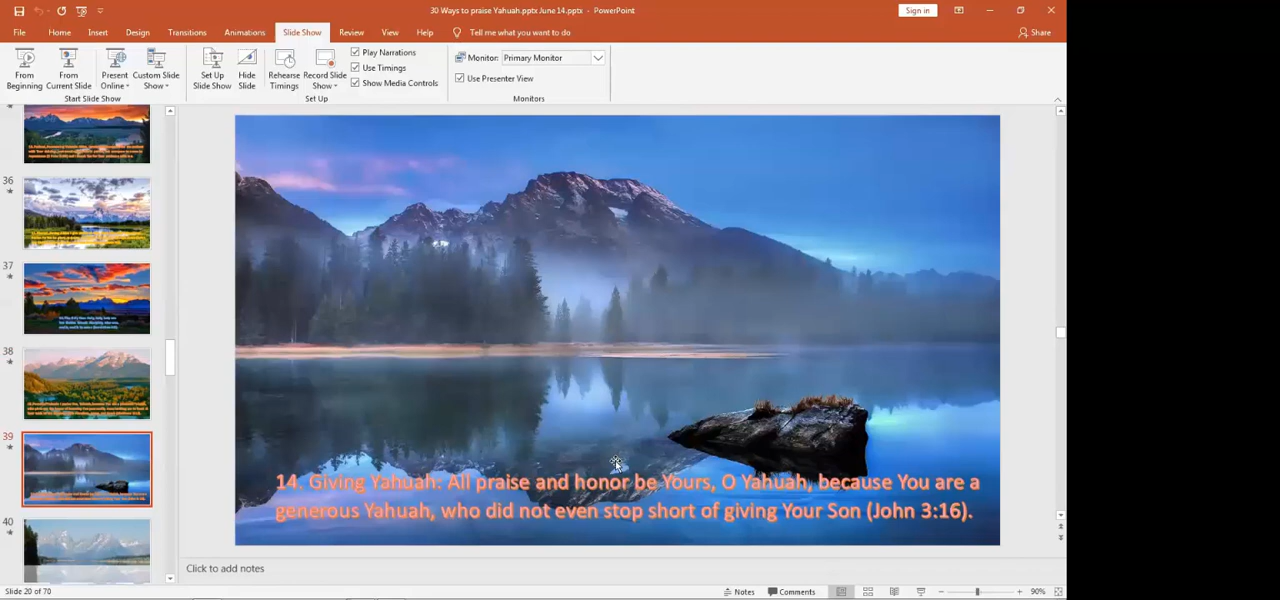 30 Ways to praise Yahuah.pptx June 14.pptx - PowerPoint
Sign in
File Home Insert Design Transitions Animations Slide Show Review View Help Tell me what you want to do
Share
From Beginning
From Current Slide
Present Online
Custom Slide Show
Start Slide Show
Set Up Slide Show
Hide Slide
Rehearse Timings
Record Slide Show
Play Narrations
Use Timings
Show Media Controls
Set Up
Monitor: Primary Monitor
Use Presenter View
Monitors
36
37
38
39
40
14. Giving Yahuah: All praise and honor be Yours, O Yahuah, because You are a
generous Yahuah, who did not even stop short of giving Your Son (John 3:16).
Click to add notes
Slide 20 of 70
Notes
Comments
90%